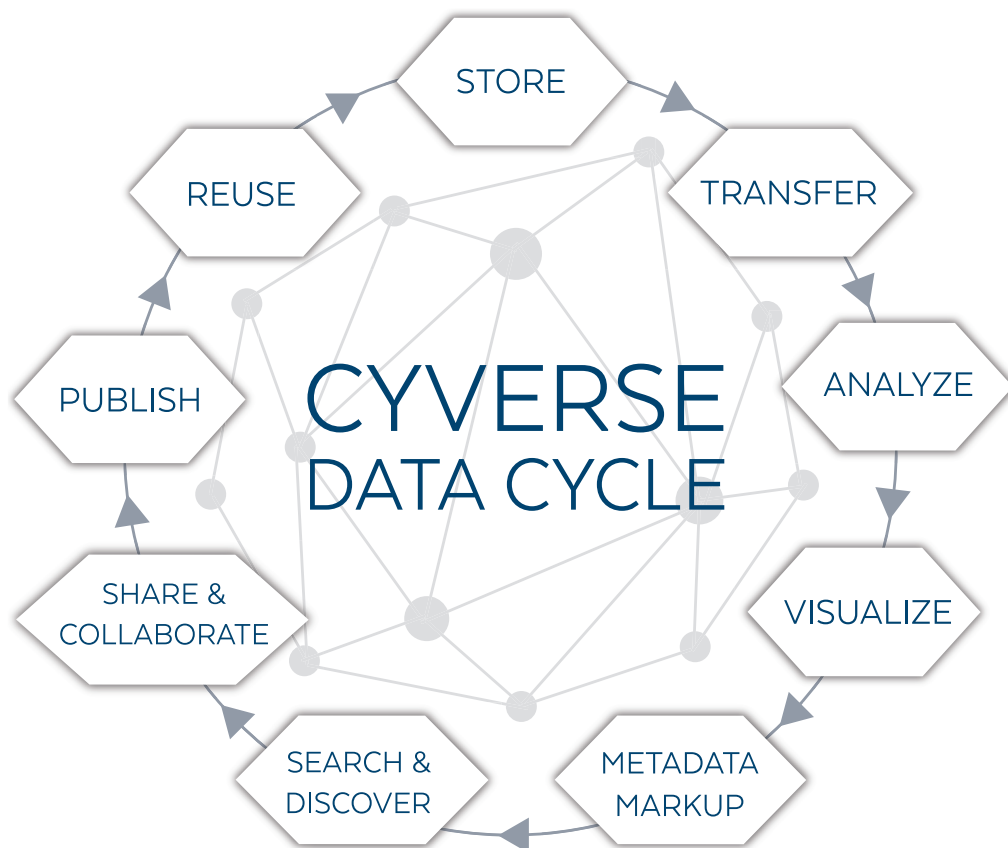 STORE
TRANSFER
ANALYZE
VISUALIZE
METADATA
MARKUP
SEARCH &
DISCOVER
SHARE &
COLLABORATE
PUBLISH
REUSE
CYVERSE
DATA CYCLE